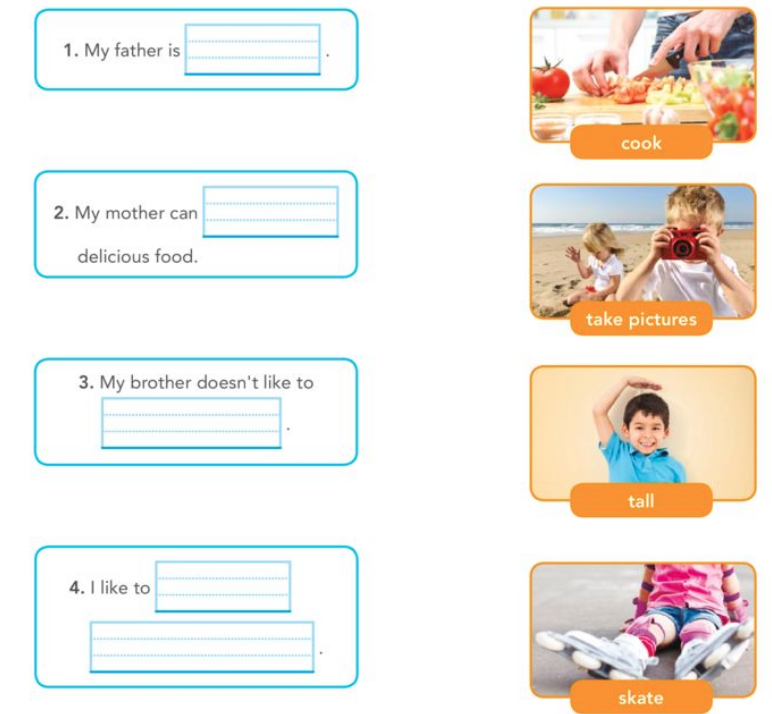 1. My father is .
cook
2. My mother can
delicious food.
take pictures
3. My brother doesn't like to
.
tall
4. I like to
.
skate